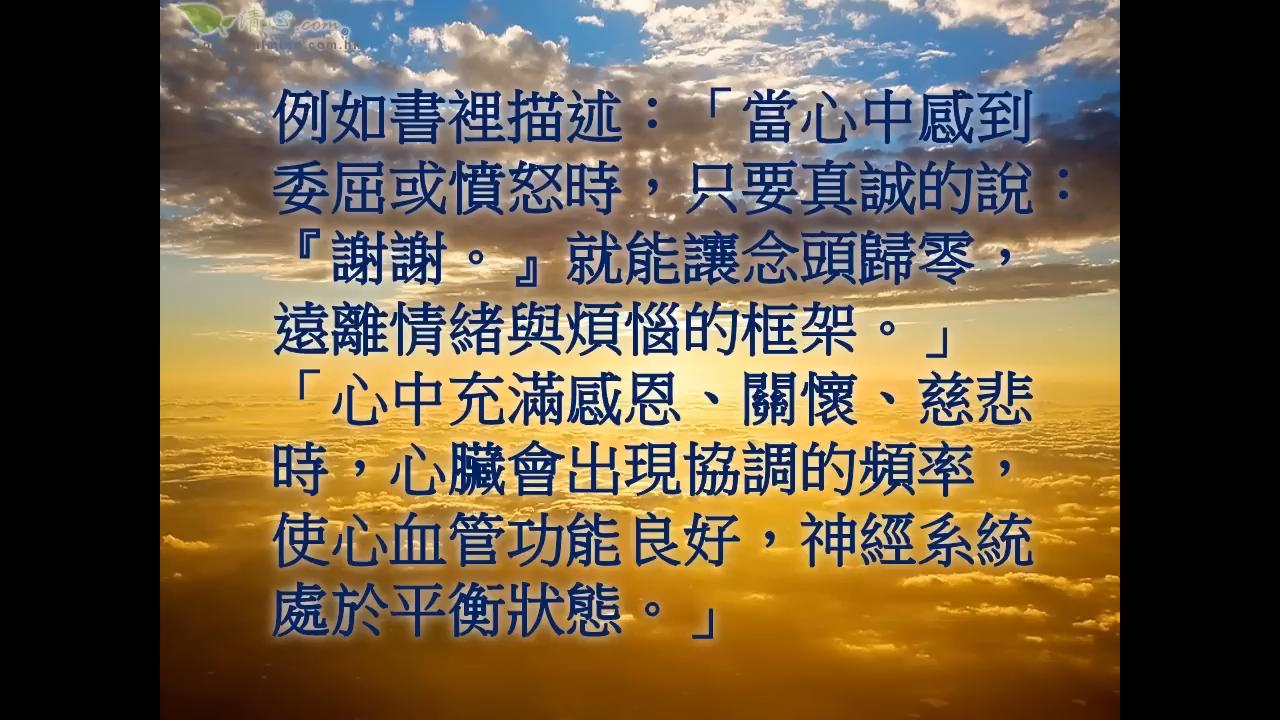 情心.com
例如書裡描述：「當心中感到
委屈或憤怒時，只要真誠的說：
『謝謝。』就能讓念頭歸零，
遠離情緒與煩惱的框架。」
「心中充滿感恩、關懷、慈悲
時，心臟會出現協調的頻率，
使心血管功能良好，神經系統
處於平衡狀態。」